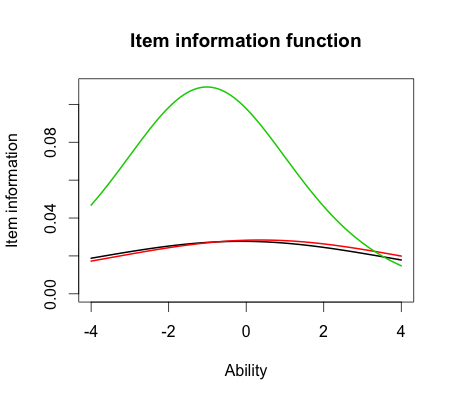 Item information function
Item information
0.08
0.04
0.00
-4 -2 0 2 4
Ability